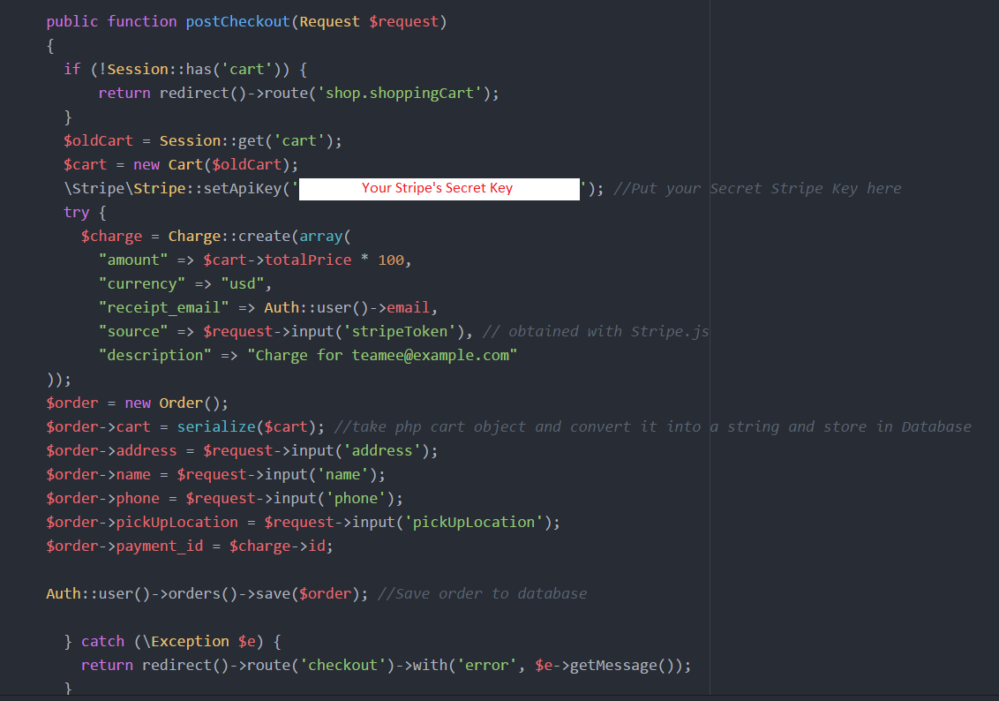 public function postCheckout(Request $request)
{
if (!Session::has('cart')) {
return redirect()->route('shop.shoppingCart');
}
$oldCart = Session::get('cart');
$cart = new Cart($oldCart);
\Stripe\Stripe::setApiKey('Your Stripe's Secret Key'); //Put your Secret Stripe Key here
try {
$charge = Charge::create(array(
"amount" => $cart->totalPrice * 100,
"currency" => "usd",
"receipt_email" => Auth::user()->email,
"source" => $request->input('stripeToken'), // obtained with Stripe.js
"description" => "Charge for teamee@example.com"
));
$order = new Order();
$order->cart = serialize($cart); //take php cart object and convert it into a string and store in Database
$order->address = $request->input('address');
$order->name = $request->input('name');
$order->phone = $request->input('phone');
$order->pickUpLocation = $request->input('pickUpLocation');
$order->payment_id = $charge->id;
Auth::user()->orders()->save($order); //Save order to database
} catch (\Exception $e) {
return redirect()->route('checkout')->with('error', $e->getMessage());
}